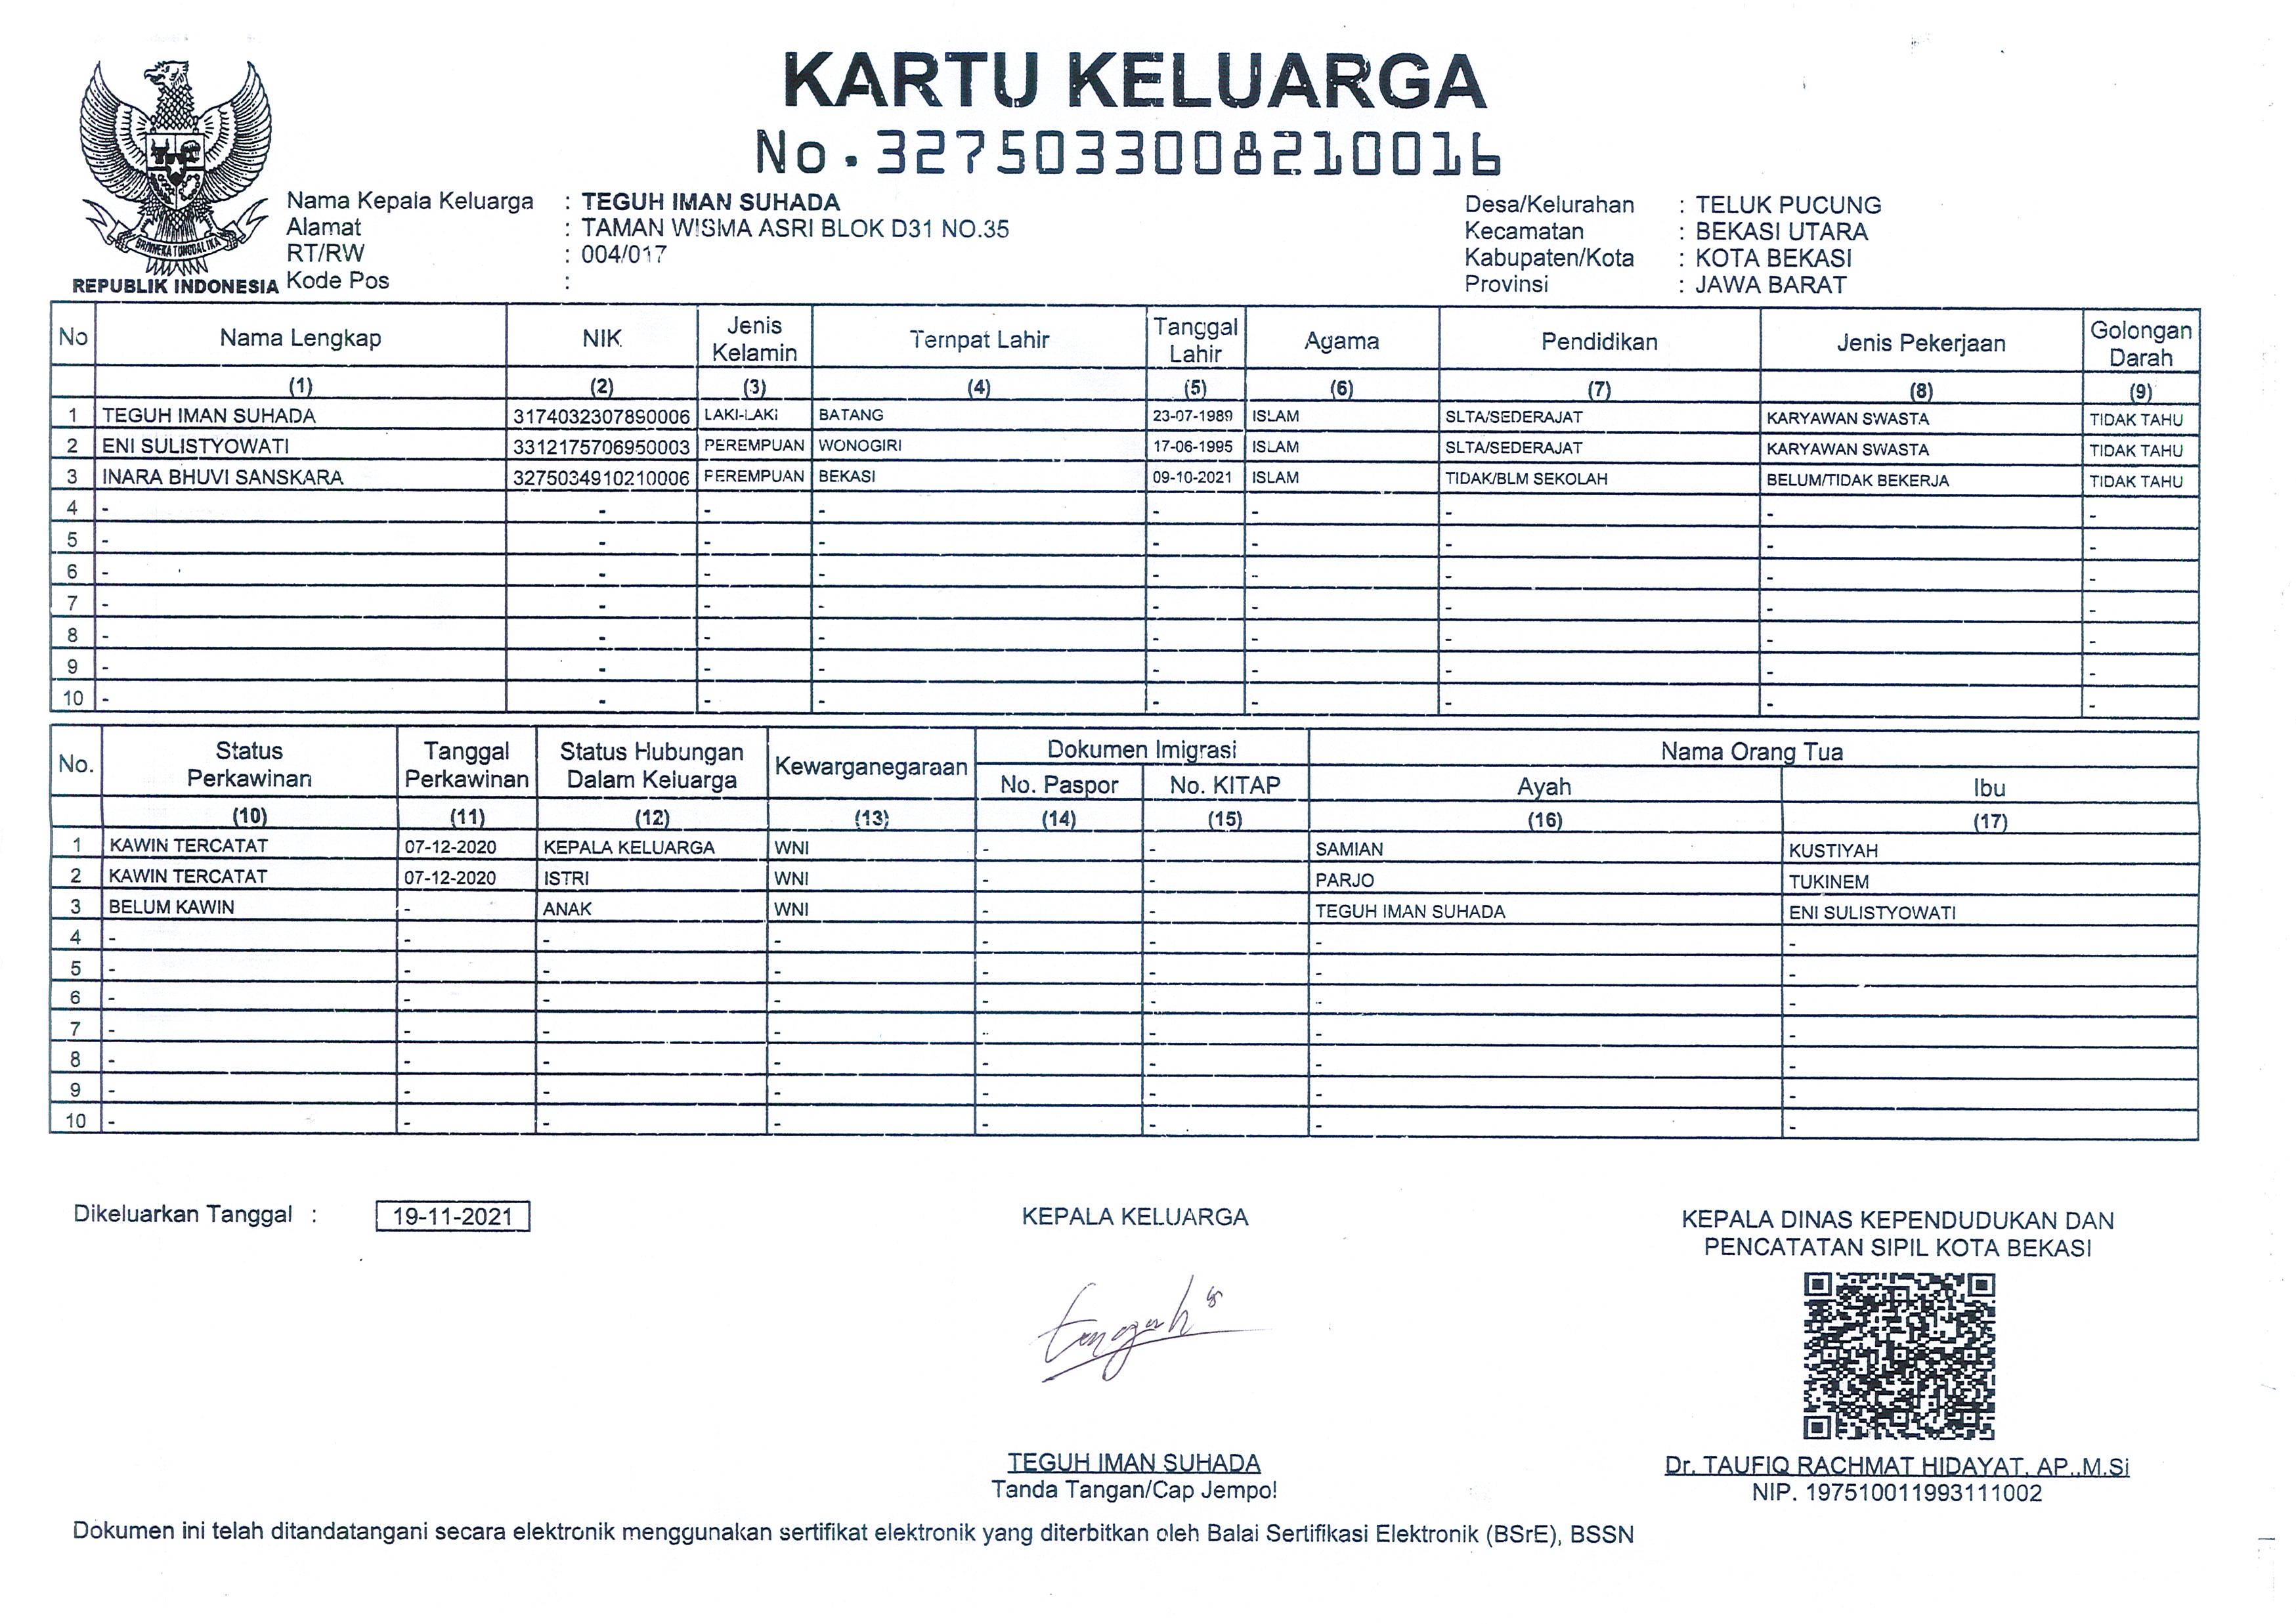 KARTU KELUARGA
No. 3275033008210016
REPUBLIK INDONESIA
BHINNEKA TUNGGAL IKA
Nama Kepala Keluarga : TEGUH IMAN SUHADA
Alamat : TAMAN WISMA ASRI BLOK D31 NO.35
RT/RW : 004/017
Kode Pos :
Desa/Kelurahan : TELUK PUCUNG
Kecamatan : BEKASI UTARA
Kabupaten/Kota : KOTA BEKASI
Provinsi : JAWA BARAT
No Nama Lengkap NIK Jenis Kelamin Tempat Lahir Tanggal Lahir Agama Pendidikan Jenis Pekerjaan Golongan Darah
(1) (2) (3) (4) (5) (6) (7) (8) (9)
1 TEGUH IMAN SUHADA 3174032307890006 LAKI-LAKI BATANG 23-07-1989 ISLAM SLTA/SEDERAJAT KARYAWAN SWASTA TIDAK TAHU
2 ENI SULISTYOWATI 3312175706950003 PEREMPUAN WONOGIRI 17-06-1995 ISLAM SLTA/SEDERAJAT KARYAWAN SWASTA TIDAK TAHU
3 INARA BHUVI SANSKARA 3275034910210006 PEREMPUAN BEKASI 09-10-2021 ISLAM TIDAK/BLM SEKOLAH BELUM/TIDAK BEKERJA TIDAK TAHU
4 - - - - - - - - -
5 - - - - - - - - -
6 - - - - - - - - -
7 - - - - - - - - -
8 - - - - - - - - -
9 - - - - - - - - -
10 - - - - - - - - -
No. Status Perkawinan Tanggal Perkawinan Status Hubungan Dalam Keluarga Kewarganegaraan Dokumen Imigrasi Nama Orang Tua
No. Paspor No. KITAP Ayah Ibu
(10) (11) (12) (13) (14) (15) (16) (17)
1 KAWIN TERCATAT 07-12-2020 KEPALA KELUARGA WNI - - SAMIAN KUSTIYAH
2 KAWIN TERCATAT 07-12-2020 ISTRI WNI - - PARJO TUKINEM
3 BELUM KAWIN - ANAK WNI - - TEGUH IMAN SUHADA ENI SULISTYOWATI
4 - - - - - - - -
5 - - - - - - - -
6 - - - - - - - -
7 - - - - - - - -
8 - - - - - - - -
9 - - - - - - - -
10 - - - - - - - -
Dikeluarkan Tanggal : 19-11-2021
KEPALA KELUARGA
TEGUH IMAN SUHADA
Tanda Tangan/Cap Jempol
KEPALA DINAS KEPENDUDUKAN DAN
PENCATATAN SIPIL KOTA BEKASI
Dr. TAUFIQ RACHMAT HIDAYAT, AP.,M.Si
NIP. 197510011993111002
Dokumen ini telah ditandatangani secara elektronik menggunakan sertifikat elektronik yang diterbitkan oleh Balai Sertifikasi Elektronik (BSrE), BSSN